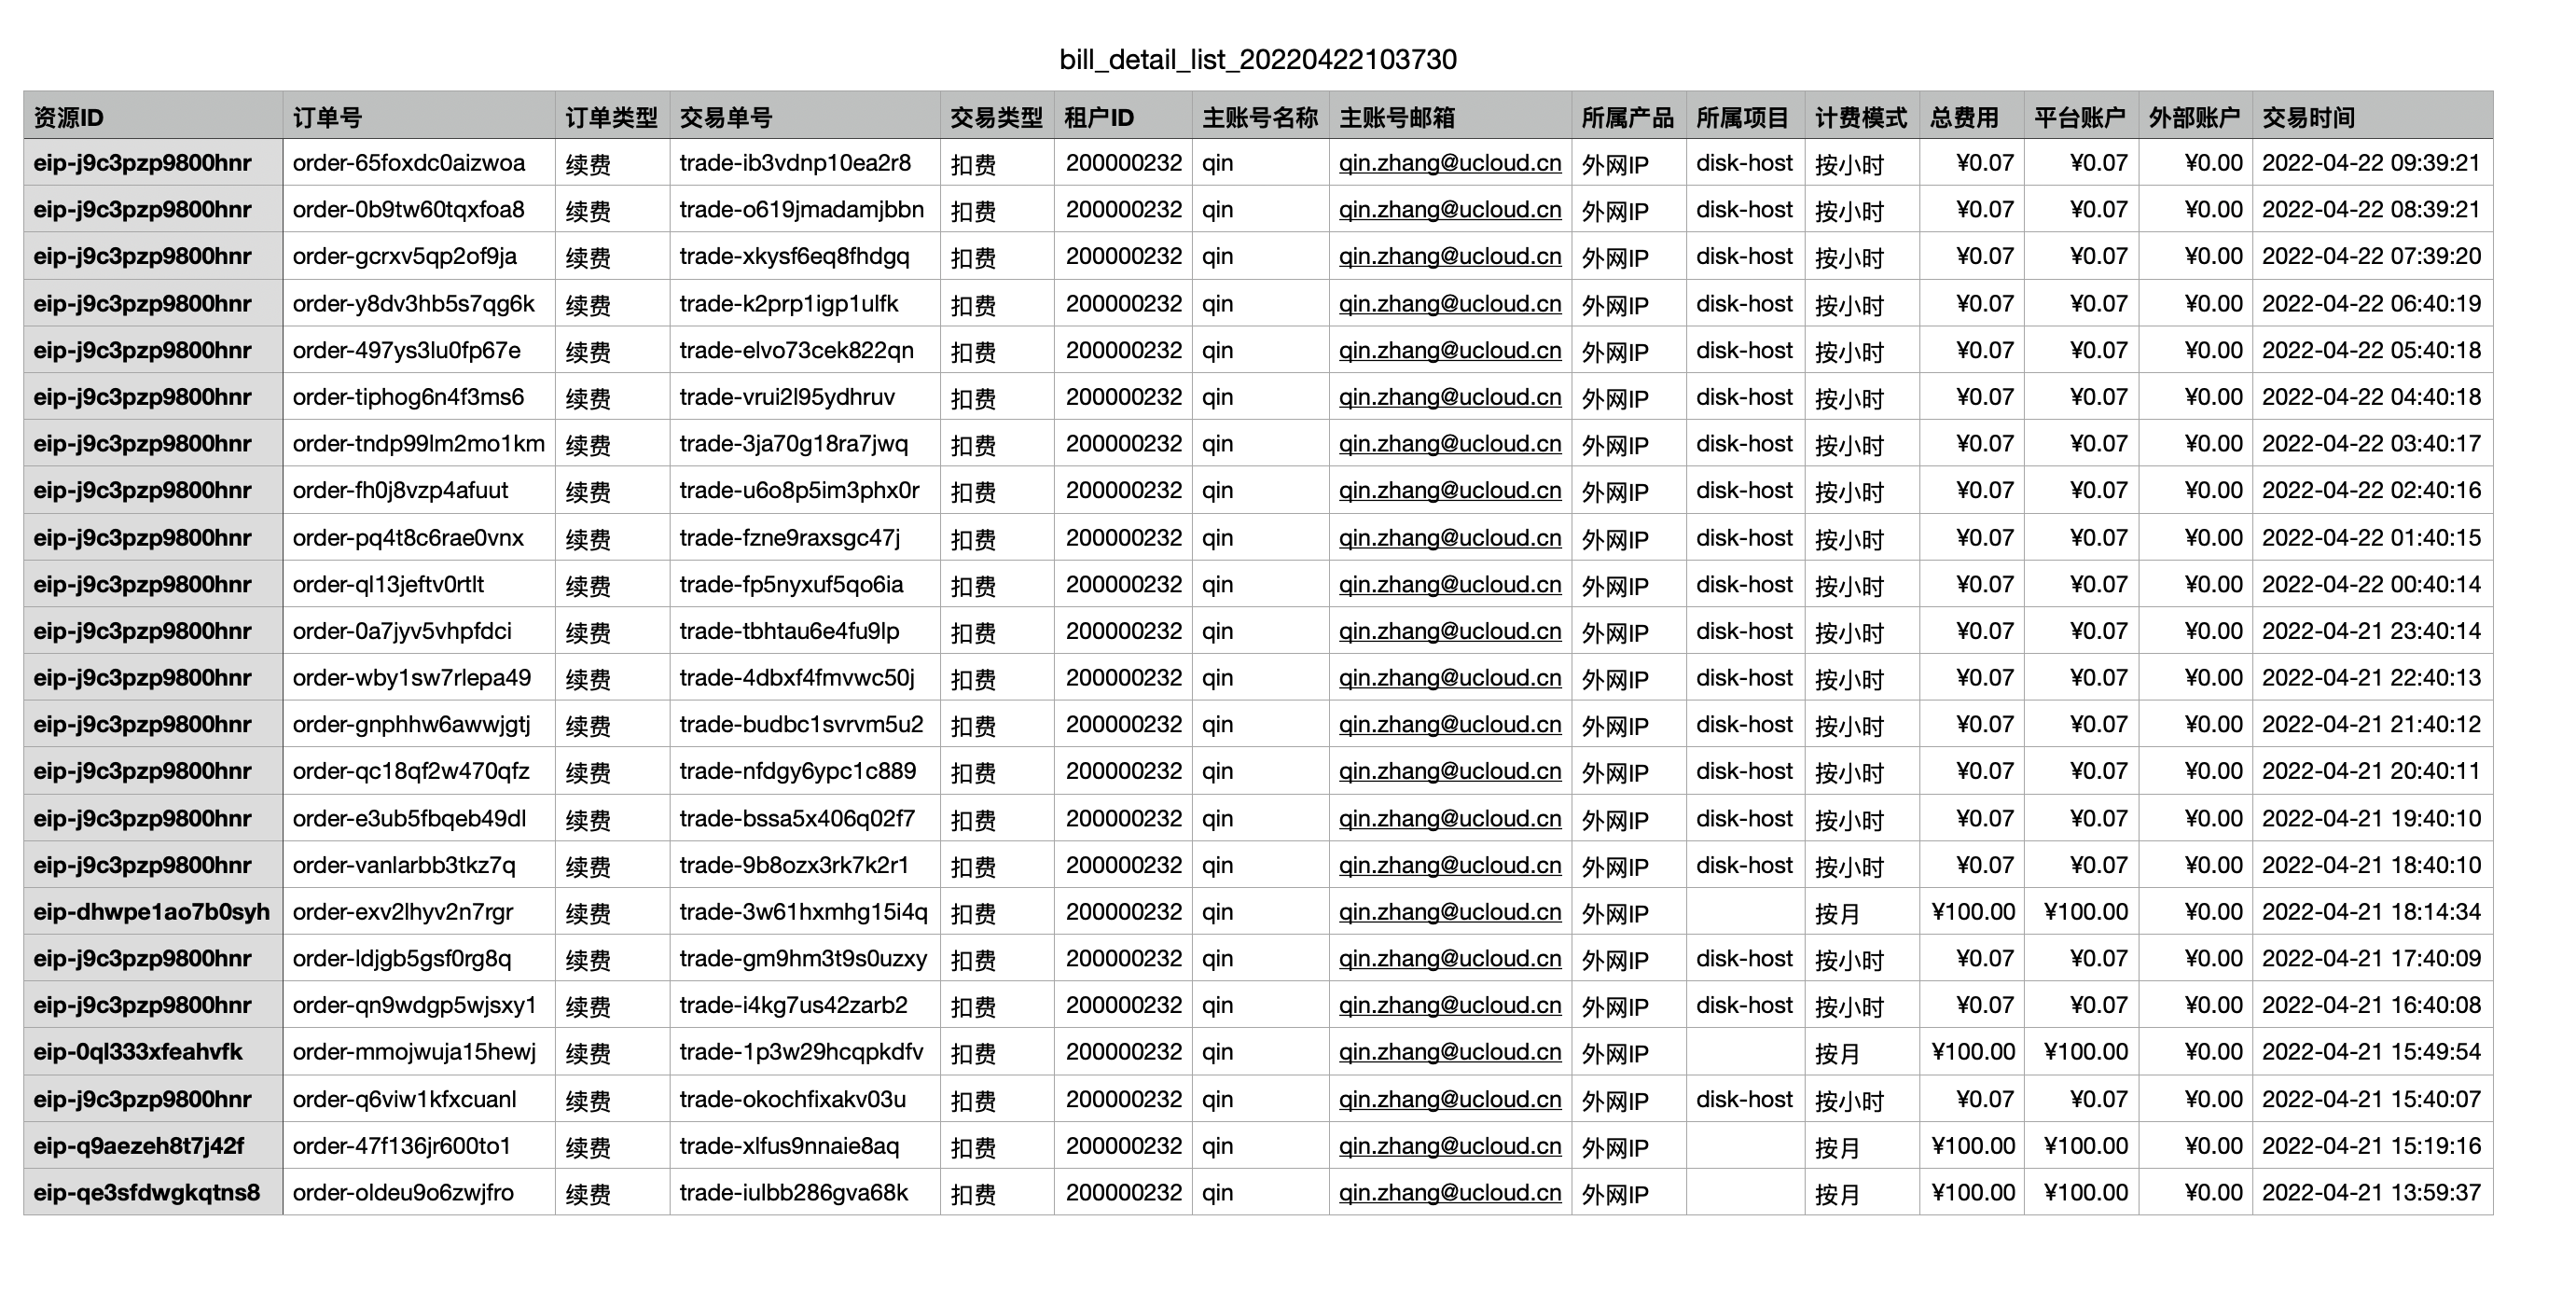 bill_detail_list_20220422103730
资源ID 订单号 订单类型 交易单号 交易类型 租户ID 主账号名称 主账号邮箱 所属产品 所属项目 计费模式 总费用 平台账户 外部账户 交易时间
eip-j9c3pzp9800hnr order-65foxdc0aizwoa 续费 trade-ib3vdnp10ea2r8 扣费 200000232 qin qin.zhang@ucloud.cn 外网IP disk-host 按小时 ¥0.07 ¥0.07 ¥0.00 2022-04-22 09:39:21
eip-j9c3pzp9800hnr order-0b9tw60tqxfoa8 续费 trade-o619jmadamjbbn 扣费 200000232 qin qin.zhang@ucloud.cn 外网IP disk-host 按小时 ¥0.07 ¥0.07 ¥0.00 2022-04-22 08:39:21
eip-j9c3pzp9800hnr order-gcrxv5qp2of9ja 续费 trade-xkysf6eq8fhdgq 扣费 200000232 qin qin.zhang@ucloud.cn 外网IP disk-host 按小时 ¥0.07 ¥0.07 ¥0.00 2022-04-22 07:39:20
eip-j9c3pzp9800hnr order-y8dv3hb5s7qg6k 续费 trade-k2prp1igp1ulfk 扣费 200000232 qin qin.zhang@ucloud.cn 外网IP disk-host 按小时 ¥0.07 ¥0.07 ¥0.00 2022-04-22 06:40:19
eip-j9c3pzp9800hnr order-497ys3lu0fp67e 续费 trade-elvo73cek822qn 扣费 200000232 qin qin.zhang@ucloud.cn 外网IP disk-host 按小时 ¥0.07 ¥0.07 ¥0.00 2022-04-22 05:40:18
eip-j9c3pzp9800hnr order-tiphog6n4f3ms6 续费 trade-vrui2l95ydhruv 扣费 200000232 qin qin.zhang@ucloud.cn 外网IP disk-host 按小时 ¥0.07 ¥0.07 ¥0.00 2022-04-22 04:40:18
eip-j9c3pzp9800hnr order-tndp99lm2mo1km 续费 trade-3ja70g18ra7jwq 扣费 200000232 qin qin.zhang@ucloud.cn 外网IP disk-host 按小时 ¥0.07 ¥0.07 ¥0.00 2022-04-22 03:40:17
eip-j9c3pzp9800hnr order-fh0j8vzp4afuut 续费 trade-u6o8p5im3phx0r 扣费 200000232 qin qin.zhang@ucloud.cn 外网IP disk-host 按小时 ¥0.07 ¥0.07 ¥0.00 2022-04-22 02:40:16
eip-j9c3pzp9800hnr order-pq4t8c6rae0vnx 续费 trade-fzne9raxsgc47j 扣费 200000232 qin qin.zhang@ucloud.cn 外网IP disk-host 按小时 ¥0.07 ¥0.07 ¥0.00 2022-04-22 01:40:15
eip-j9c3pzp9800hnr order-ql13jeftv0rtlt 续费 trade-fp5nyxuf5qo6ia 扣费 200000232 qin qin.zhang@ucloud.cn 外网IP disk-host 按小时 ¥0.07 ¥0.07 ¥0.00 2022-04-22 00:40:14
eip-j9c3pzp9800hnr order-0a7jyv5vhpfdci 续费 trade-tbhtau6e4fu9lp 扣费 200000232 qin qin.zhang@ucloud.cn 外网IP disk-host 按小时 ¥0.07 ¥0.07 ¥0.00 2022-04-21 23:40:14
eip-j9c3pzp9800hnr order-wby1sw7rlepa49 续费 trade-4dbxf4fmvwc50j 扣费 200000232 qin qin.zhang@ucloud.cn 外网IP disk-host 按小时 ¥0.07 ¥0.07 ¥0.00 2022-04-21 22:40:13
eip-j9c3pzp9800hnr order-gnphhw6awwjgtj 续费 trade-budbc1svrvm5u2 扣费 200000232 qin qin.zhang@ucloud.cn 外网IP disk-host 按小时 ¥0.07 ¥0.07 ¥0.00 2022-04-21 21:40:12
eip-j9c3pzp9800hnr order-qc18qf2w470qfz 续费 trade-nfdgy6ypc1c889 扣费 200000232 qin qin.zhang@ucloud.cn 外网IP disk-host 按小时 ¥0.07 ¥0.07 ¥0.00 2022-04-21 20:40:11
eip-j9c3pzp9800hnr order-e3ub5fbqeb49dl 续费 trade-bssa5x406q02f7 扣费 200000232 qin qin.zhang@ucloud.cn 外网IP disk-host 按小时 ¥0.07 ¥0.07 ¥0.00 2022-04-21 19:40:10
eip-j9c3pzp9800hnr order-vanlarbb3tkz7q 续费 trade-9b8ozx3rk7k2r1 扣费 200000232 qin qin.zhang@ucloud.cn 外网IP disk-host 按小时 ¥0.07 ¥0.07 ¥0.00 2022-04-21 18:40:10
eip-dhwpe1ao7b0syh order-exv2lhyv2n7rgr 续费 trade-3w61hxmhg15i4q 扣费 200000232 qin qin.zhang@ucloud.cn 外网IP 按月 ¥100.00 ¥100.00 ¥0.00 2022-04-21 18:14:34
eip-j9c3pzp9800hnr order-ldjgb5gsf0rg8q 续费 trade-gm9hm3t9s0uzxy 扣费 200000232 qin qin.zhang@ucloud.cn 外网IP disk-host 按小时 ¥0.07 ¥0.07 ¥0.00 2022-04-21 17:40:09
eip-j9c3pzp9800hnr order-qn9wdgp5wjsxy1 续费 trade-i4kg7us42zarb2 扣费 200000232 qin qin.zhang@ucloud.cn 外网IP disk-host 按小时 ¥0.07 ¥0.07 ¥0.00 2022-04-21 16:40:08
eip-0ql333xfeahvfk order-mmojwuja15hewj 续费 trade-1p3w29hcqpkdfv 扣费 200000232 qin qin.zhang@ucloud.cn 外网IP 按月 ¥100.00 ¥100.00 ¥0.00 2022-04-21 15:49:54
eip-j9c3pzp9800hnr order-q6viw1kfxcuanl 续费 trade-okochfixakv03u 扣费 200000232 qin qin.zhang@ucloud.cn 外网IP disk-host 按小时 ¥0.07 ¥0.07 ¥0.00 2022-04-21 15:40:07
eip-q9aezeh8t7j42f order-47f136jr600to1 续费 trade-xlfus9nnaie8aq 扣费 200000232 qin qin.zhang@ucloud.cn 外网IP 按月 ¥100.00 ¥100.00 ¥0.00 2022-04-21 15:19:16
eip-qe3sfdwgkqtns8 order-oldeu9o6zwjfro 续费 trade-iulbb286gva68k 扣费 200000232 qin qin.zhang@ucloud.cn 外网IP 按月 ¥100.00 ¥100.00 ¥0.00 2022-04-21 13:59:37